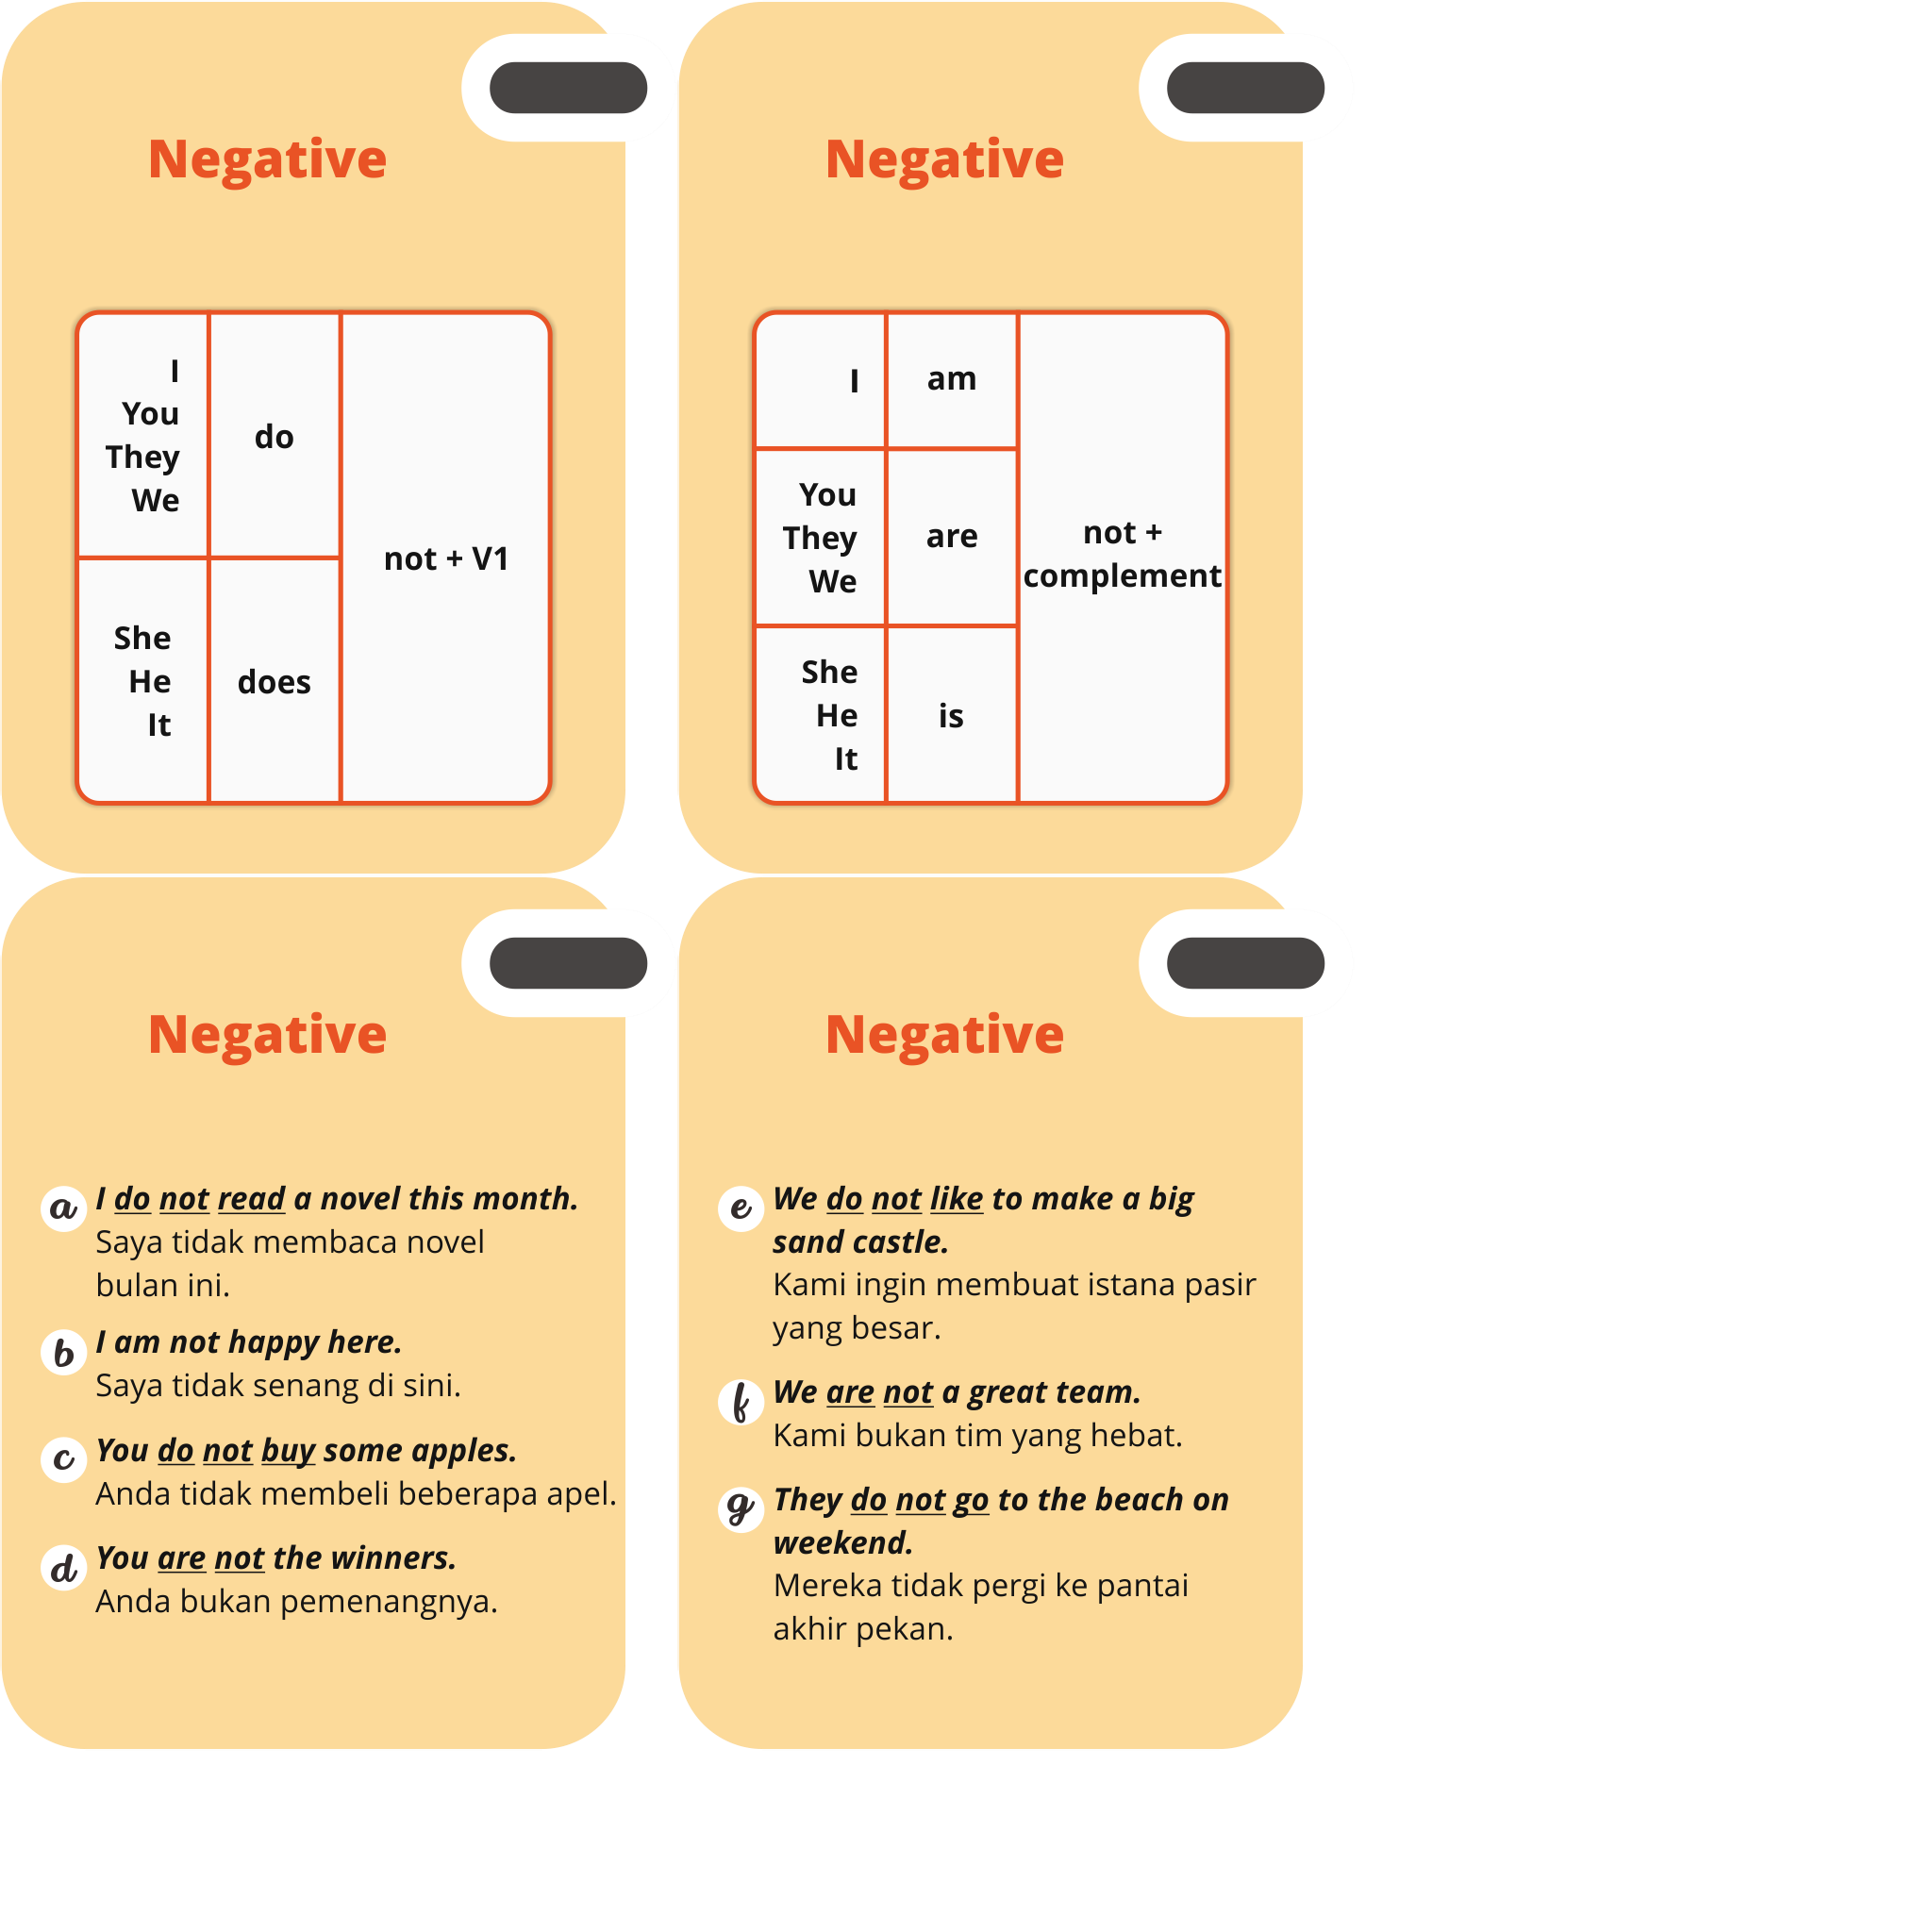 Negative
I
You
They
We
do
not + V1
She
He
It
does
Negative
I
am
You
They
We
are
not +
complement
She
He
It
is
Negative
a I do not read a novel this month.
Saya tidak membaca novel
bulan ini.
b I am not happy here.
Saya tidak senang di sini.
c You do not buy some apples.
Anda tidak membeli beberapa apel.
d You are not the winners.
Anda bukan pemenangnya.
Negative
e We do not like to make a big
sand castle.
Kami ingin membuat istana pasir
yang besar.
f We are not a great team.
Kami bukan tim yang hebat.
g They do not go to the beach on
weekend.
Mereka tidak pergi ke pantai
akhir pekan.